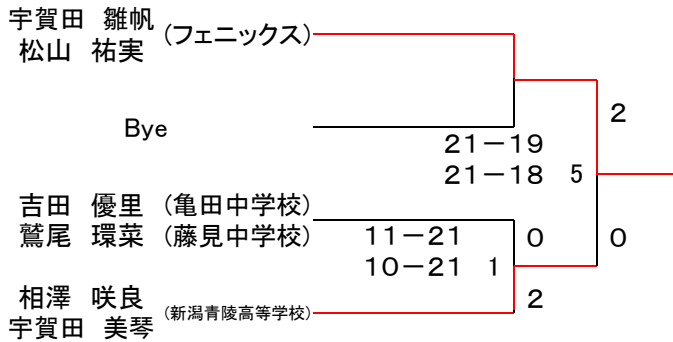 宇賀田 雛帆
松山 祐実 (フェニックス)
2
Bye
21-19
21-18 5
吉田 優里 (亀田中学校)
鷲尾 環菜 (藤見中学校)
11-21 0 0
10-21 1
相澤 咲良
宇賀田 美琴 (新潟青陵高等学校)
2